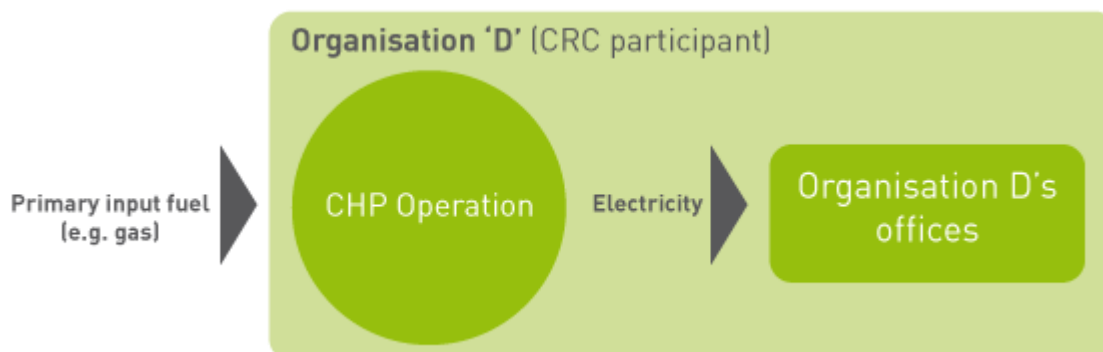 Organisation ‘D’ (CRC participant)
Primary input fuel
(e.g. gas)
CHP Operation
Electricity
Organisation D’s
offices